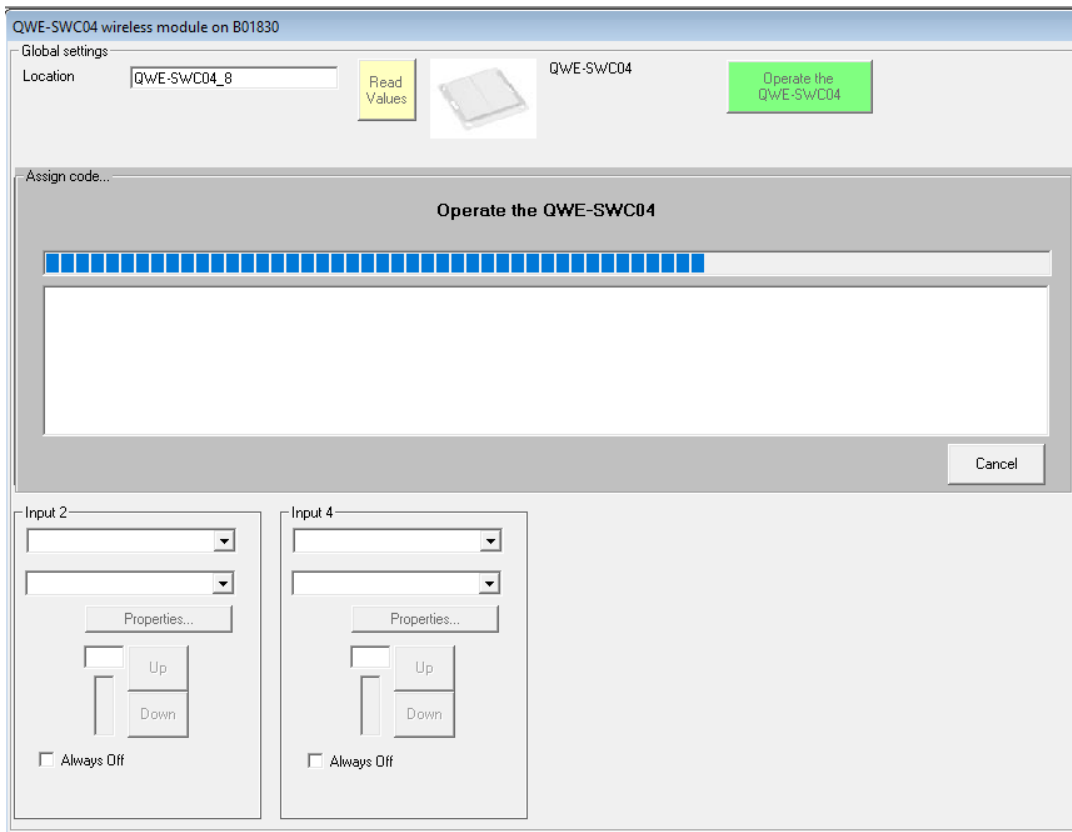 QWE-SWC04 wireless module on B01830
Global settings
Location
QWE-SWC04_8
Read
Values
QWE-SWC04
Operate the
QWE-SWC04
Assign code...
Operate the QWE-SWC04
Cancel
Input 2
Properties...
Up
Down
Always Off
Input 4
Properties...
Up
Down
Always Off